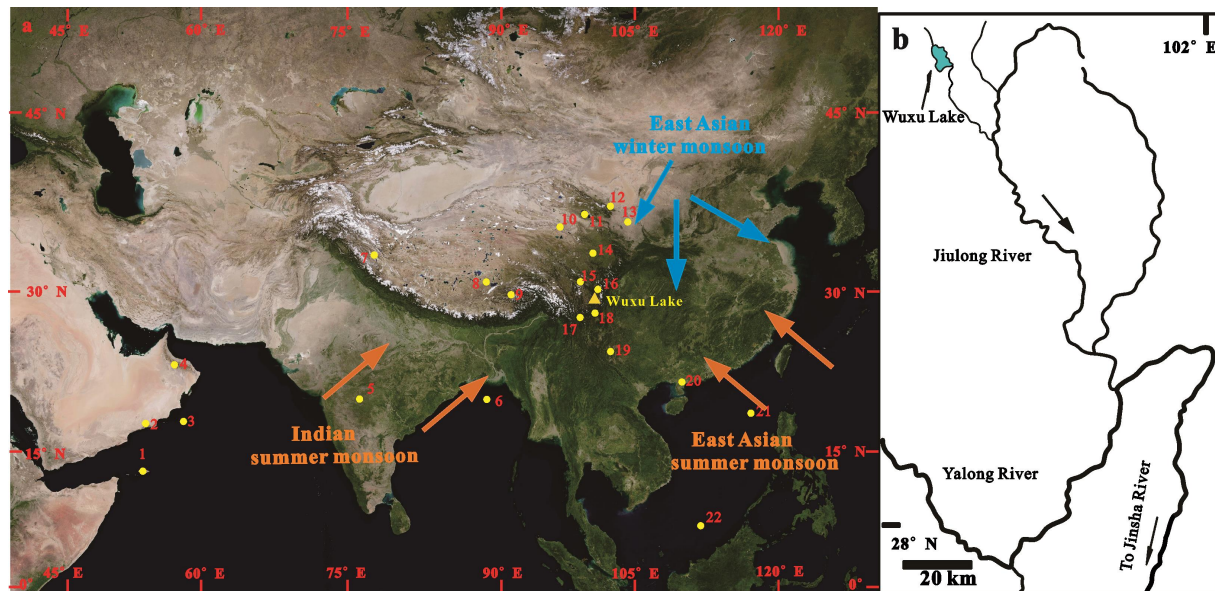 a
45° E
60° E
75° E
90° E
105° E
120° E
45° N
45° N
East Asian
winter monsoon
12
10
11
13
14
7
8
9
15
16
30° N
Wuxu Lake
30° N
17
18
19
4
5
6
20
21
2
3
Indian
summer monsoon
East Asian
summer monsoon
1
15° N
15° N
22
45° E
60° E
75° E
90° E
105° E
120° E
0°
0°
b
102° E
Wuxu Lake
Jiulong River
Yalong River
To Jinsha River
28° N
20 km